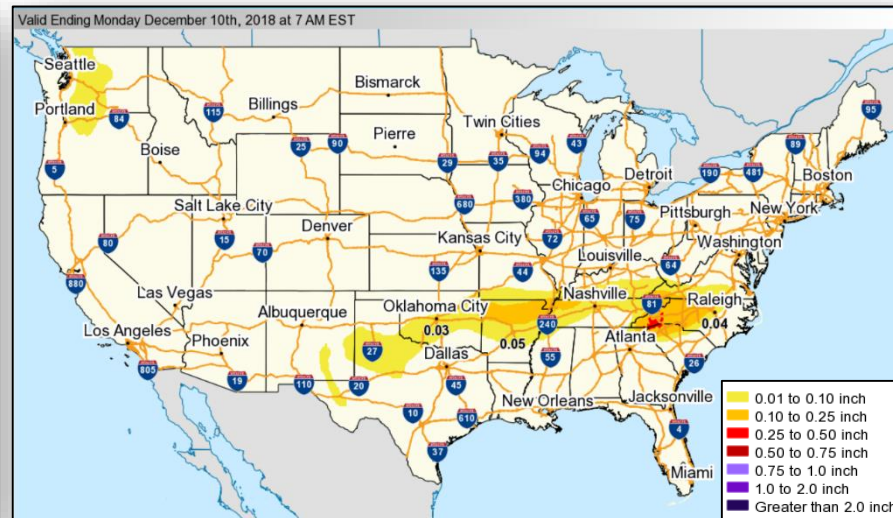 Valid Ending Monday December 10th, 2018 at 7 AM EST
Seattle
Portland
84
115
Billings
Bismarck
Twin Cities
95
5
Boise
25
90
Pierre
29
35
94
43
89
190
481
Boston
Chicago
Detroit
Salt Lake City
680
380
65
75
Pittsburgh
New York
80
15
70
Denver
Kansas City
72
Washington
880
135
44
Louisville
64
Las Vegas
Albuquerque
Oklahoma City
Nashville
81
Raleigh
Los Angeles
Phoenix
0.03
240
0.04
27
Dallas
0.05
55
Atlanta
26
805
19
110
20
45
New Orleans
Jacksonville
10
610
4
37
Miami
0.01 to 0.10 inch
0.10 to 0.25 inch
0.25 to 0.50 inch
0.50 to 0.75 inch
0.75 to 1.0 inch
1.0 to 2.0 inch
Greater than 2.0 inch